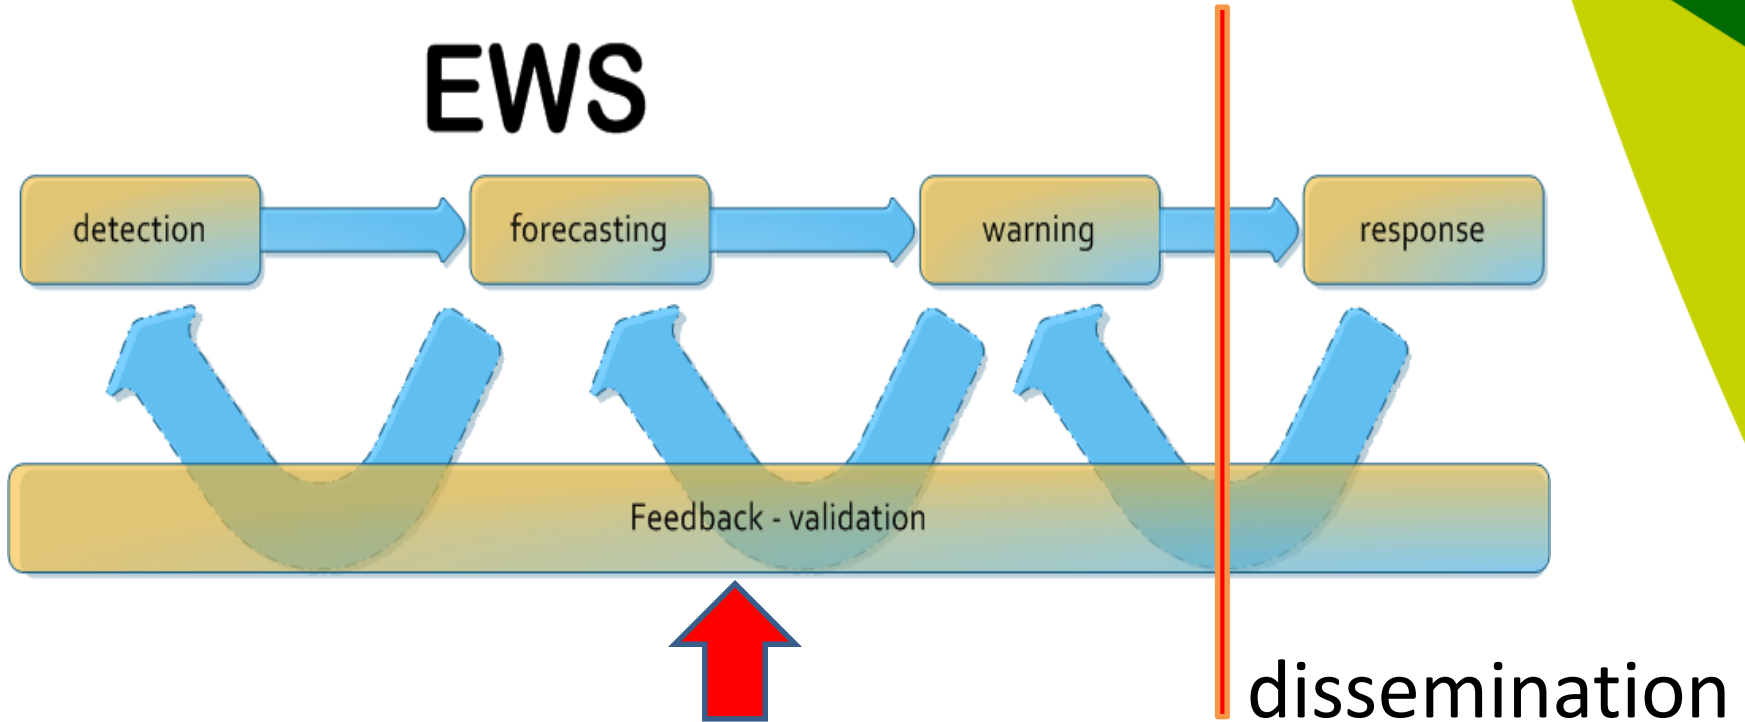 EWS
detection
forecasting
warning
response
Feedback - validation
dissemination